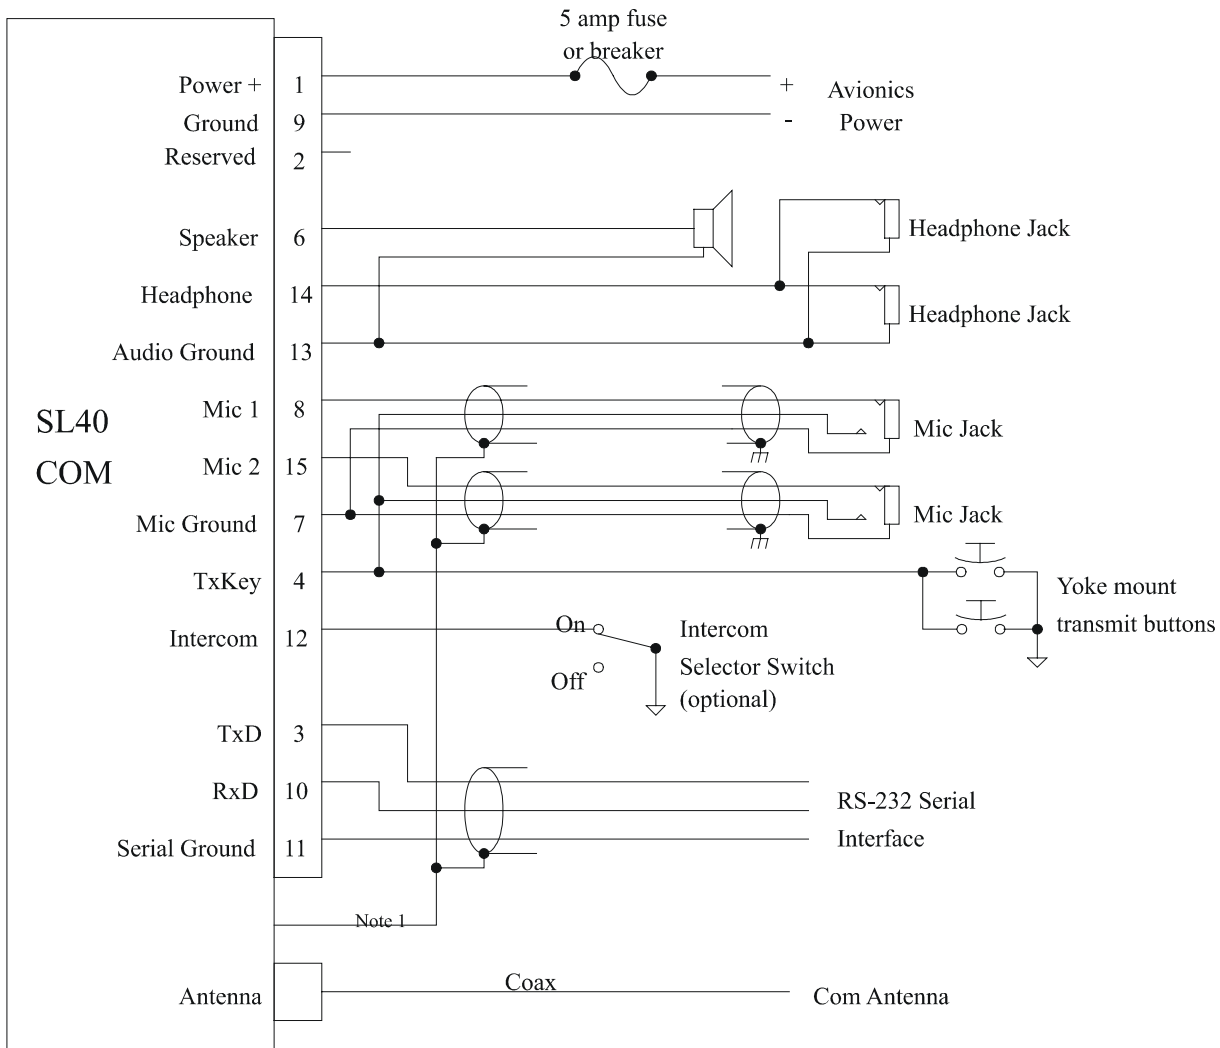 5 amp fuse
or breaker
Power + 1
+ Avionics
Ground 9
- Power
Reserved 2
Speaker 6
Headphone Jack
Headphone 14
Headphone Jack
Audio Ground 13
SL40
COM
Mic 1 8
Mic Jack
Mic 2 15
Mic Ground 7
Mic Jack
TxKey 4
Yoke mount
transmit buttons
Intercom 12
On
Off
Intercom
Selector Switch
(optional)
TxD 3
RxD 10
RS-232 Serial
Interface
Serial Ground 11
Note 1
Antenna
Coax
Com Antenna